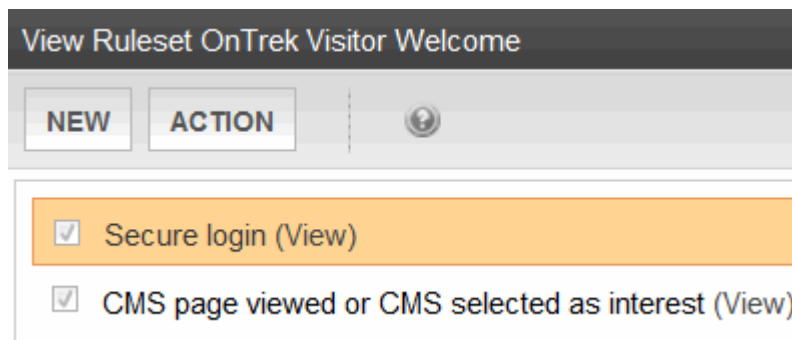 View Ruleset OnTrek Visitor Welcome
NEW ACTION ?
Secure login (View)
CMS page viewed or CMS selected as interest (View)